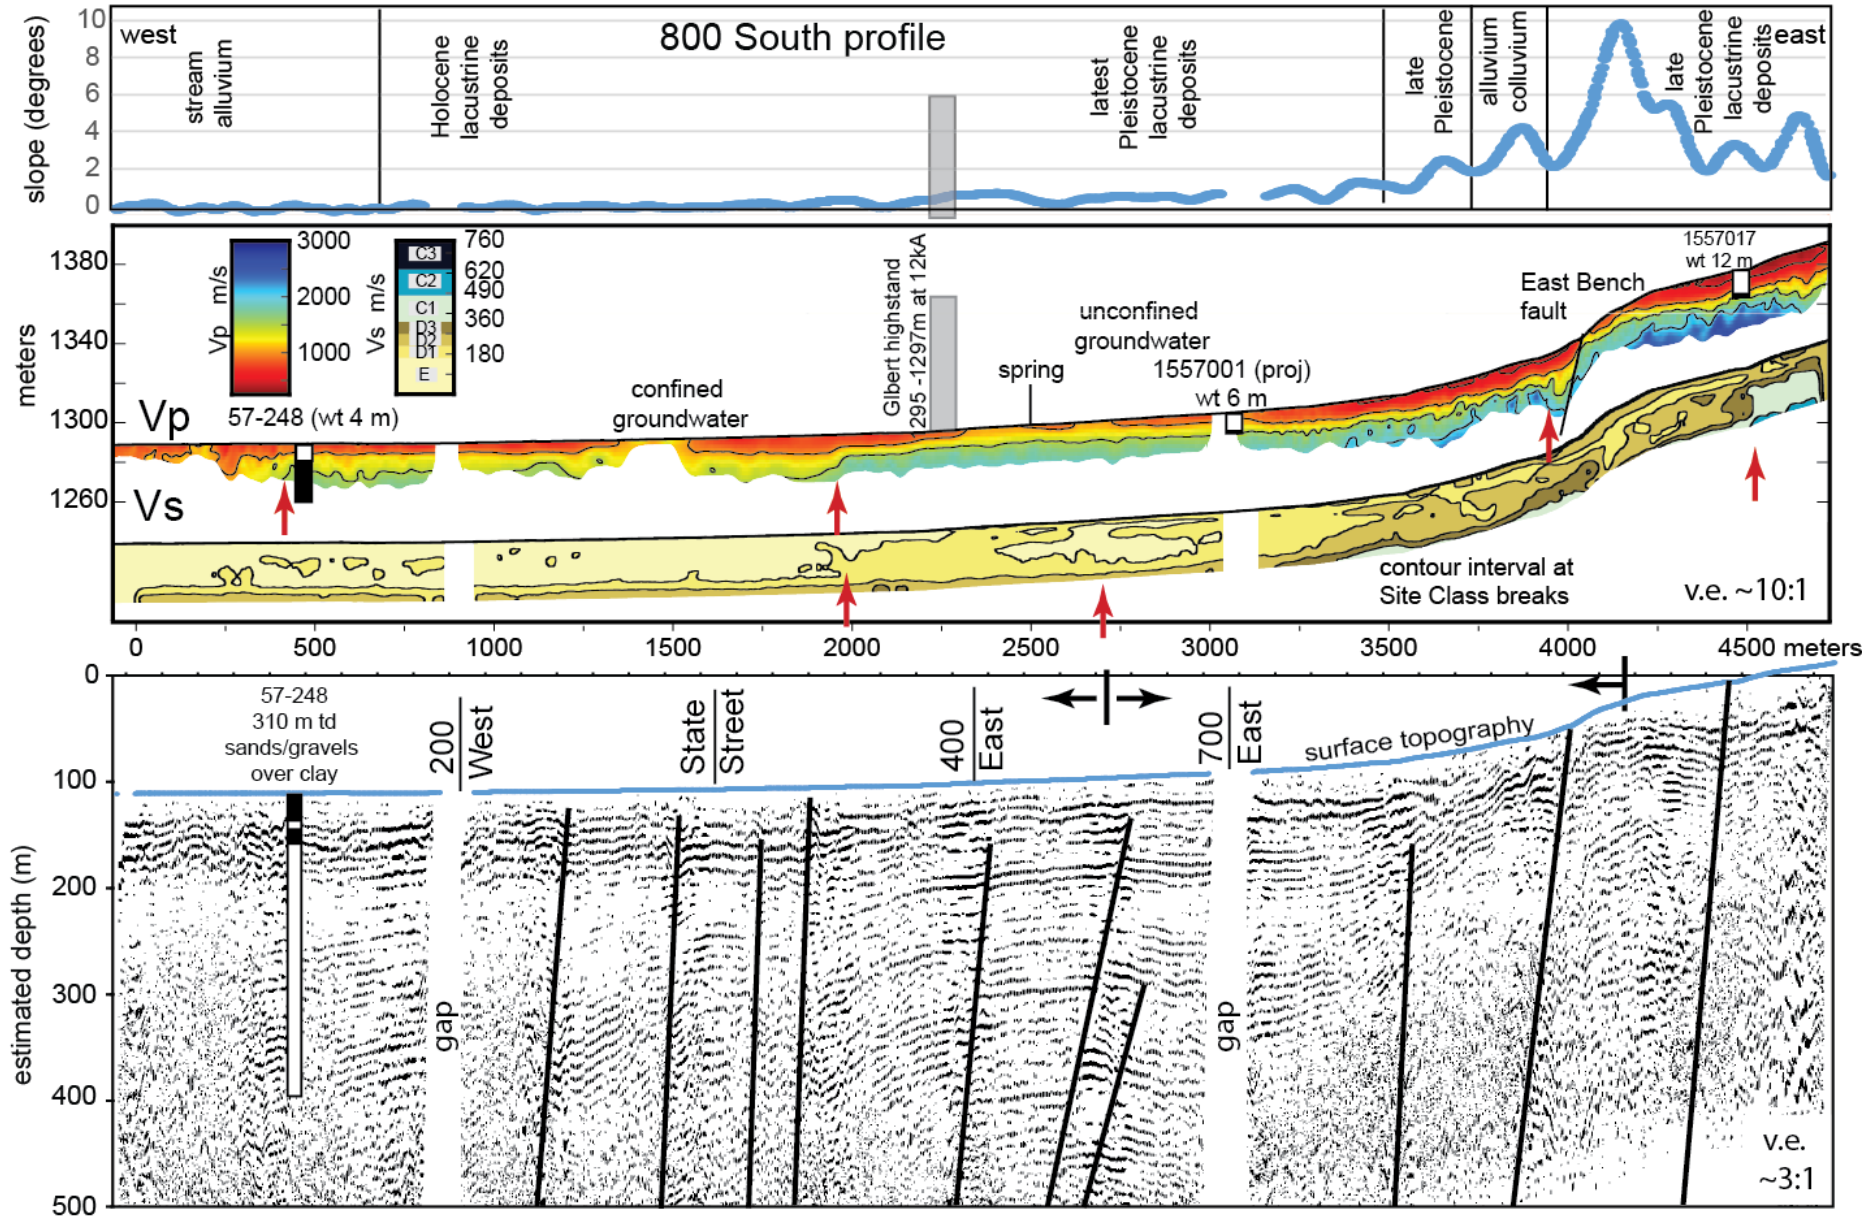 800 South profile
west
east
slope (degrees)
10
8
6
4
2
0
stream
alluvium
Holocene
lacustrine
deposits
latest
Pleistocene
lacustrine
deposits
late
Pleistocene
alluvium
colluvium
late
Pleistocene
lacustrine
deposits
meters
1380
1340
1300
1260
Vp m/s
3000
2000
1000
Vs m/s
C3
C2
C1
D3
D2
D1
E
760
620
490
360
180
Vp
57-248 (wt 4 m)
confined
groundwater
GIbert highstand
295 -1297m at 12kA
spring
unconfined
groundwater
1557001 (proj)
wt 6 m
East Bench
fault
1557017
wt 12 m
Vs
contour interval at
Site Class breaks
v.e. ~10:1
0
500
1000
1500
2000
2500
3000
3500
4000
4500 meters
estimated depth (m)
0
100
200
300
400
500
57-248
310 m td
sands/gravels
over clay
200
West
State
Street
400
East
700
East
surface topography
gap
gap
v.e.
~3:1